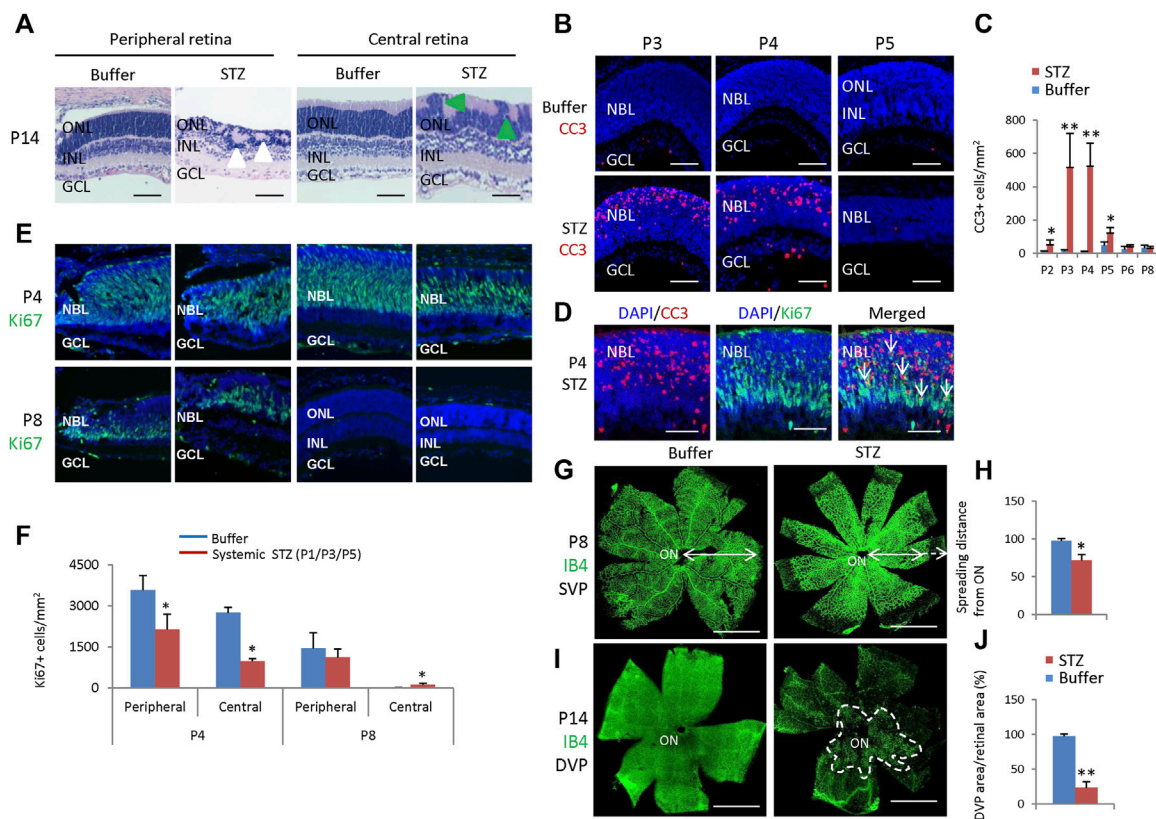 A
Peripheral retina
Central retina
Buffer
STZ
Buffer
STZ
P14
ONL
INL
GCL
ONL
INL
GCL
ONL
INL
GCL
ONL
INL
GCL
B
P3
P4
P5
Buffer
CC3
NBL
GCL
NBL
GCL
ONL
INL
GCL
STZ
CC3
NBL
GCL
NBL
GCL
NBL
GCL
C
STZ
Buffer
CC3+ cells/mm²
800
600
400
200
0
*
**
**
*
P2
P3
P4
P5
P6
P8
D
DAPI/CC3
DAPI/Ki67
Merged
P4
STZ
NBL
NBL
NBL
E
P4
Ki67
NBL
GCL
NBL
GCL
NBL
GCL
NBL
GCL
P8
Ki67
NBL
GCL
NBL
GCL
ONL
INL
GCL
ONL
INL
GCL
F
Buffer
Systemic STZ (P1/P3/P5)
Ki67+ cells/mm²
4500
3000
1500
0
*
*
*
Peripheral
Central
Peripheral
Central
P4
P8
Buffer
STZ
G
P8
IB4
SVP
ON
ON
H
Spreading distance
from ON
150
100
50
0
*
I
P14
IB4
DVP
ON
ON
J
STZ
Buffer
DVP area/retinal area (%)
150
100
50
0
**